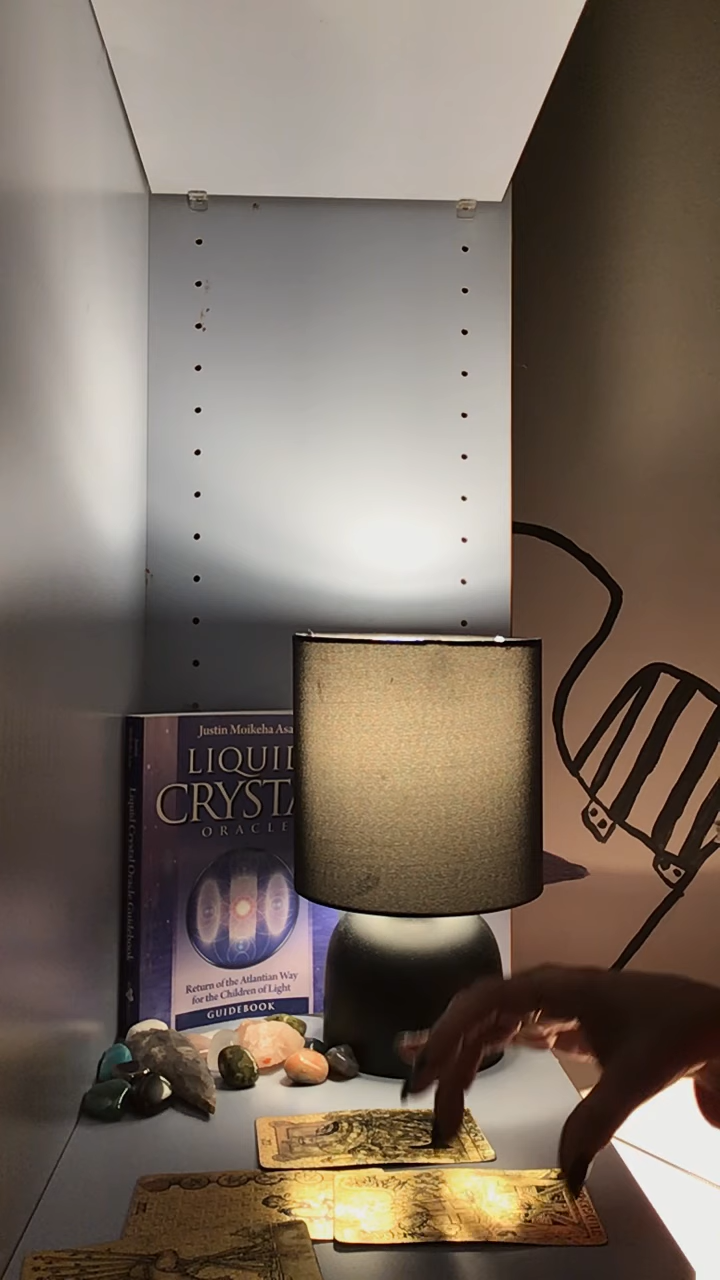 Justin Moikeha Asa
LIQUI
CRYSTA
ORACLE
Return of the Atlantian Way
for the Children of Light
GUIDEBOOK
Liquid Crystal Oracle Guidebook